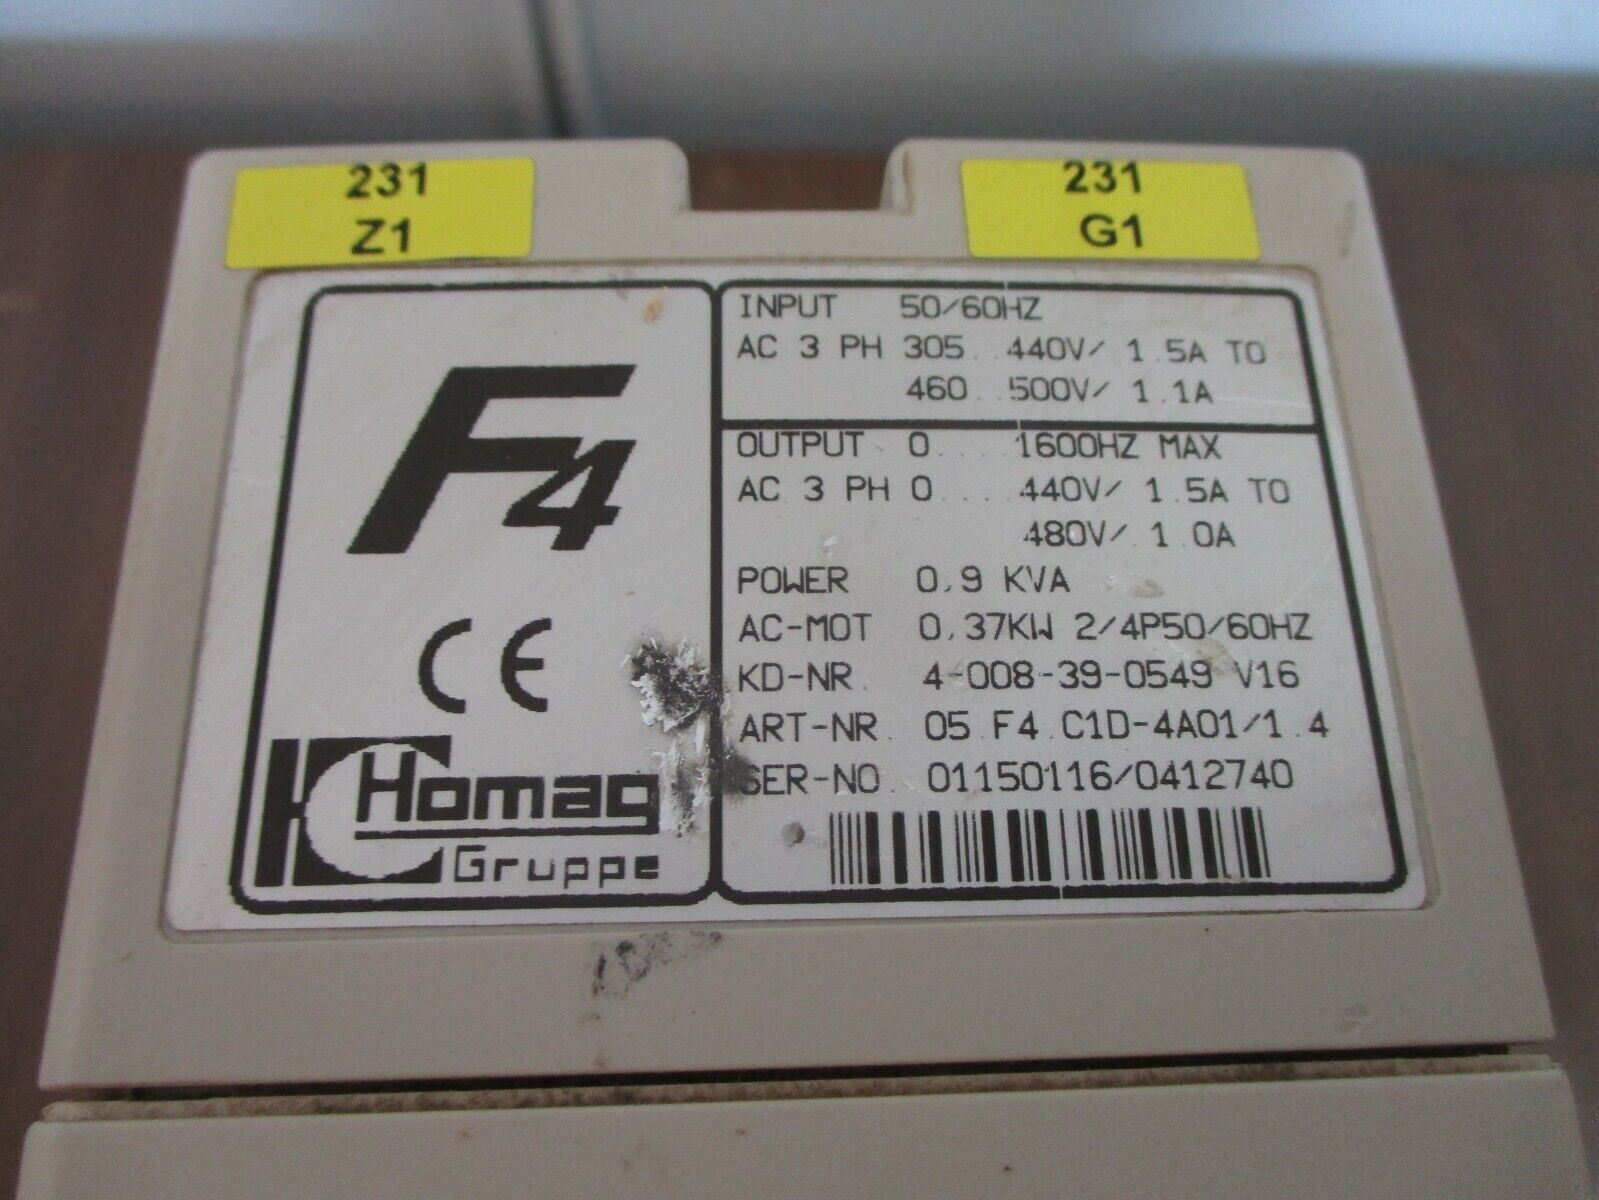 231
Z1
231
G1
F4
CE
Homag
Gruppe
INPUT 50/60HZ
AC 3 PH 305..440V/ 1.5A TO
460..500V/ 1.1A
OUTPUT 0.... 1600HZ MAX
AC 3 PH 0.... 440V/ 1.5A TO
480V/ 1.0A
POWER 0,9 KVA
AC-MOT 0,37KW 2/4P50/60HZ
KD-NR. 4-008-39-0549 V16
ART-NR. 05.F4.C1D-4A01/1.4
SER-NO. 01150116/0412740